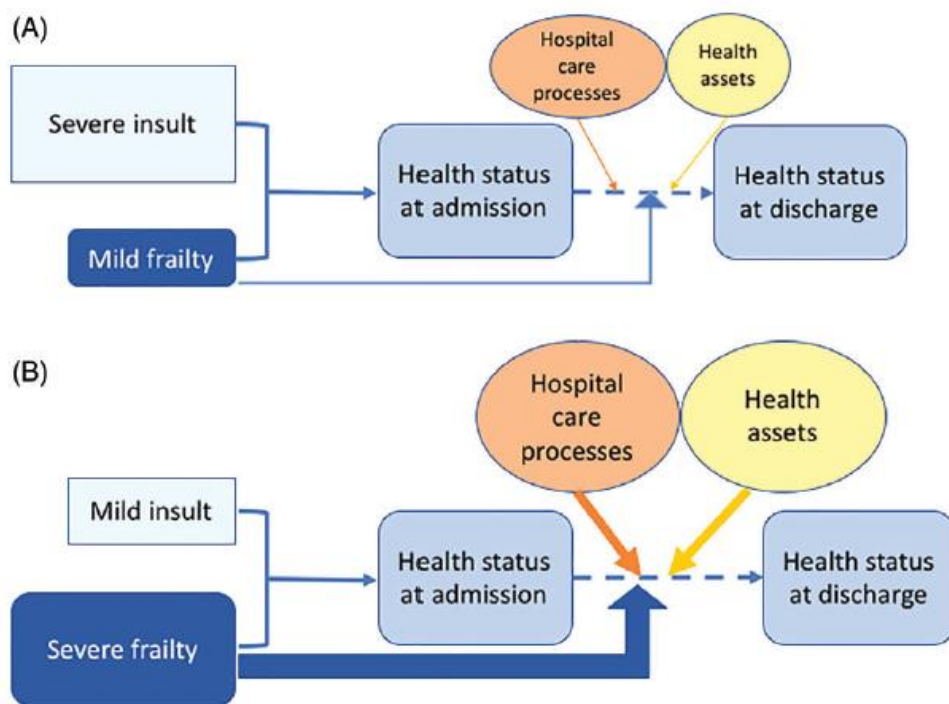 (A)
Hospital
care
processes
Health
assets
Severe insult
Health status
at admission
Health status
at discharge
Mild frailty
(B)
Hospital
care
processes
Health
assets
Mild insult
Health status
at admission
Health status
at discharge
Severe frailty